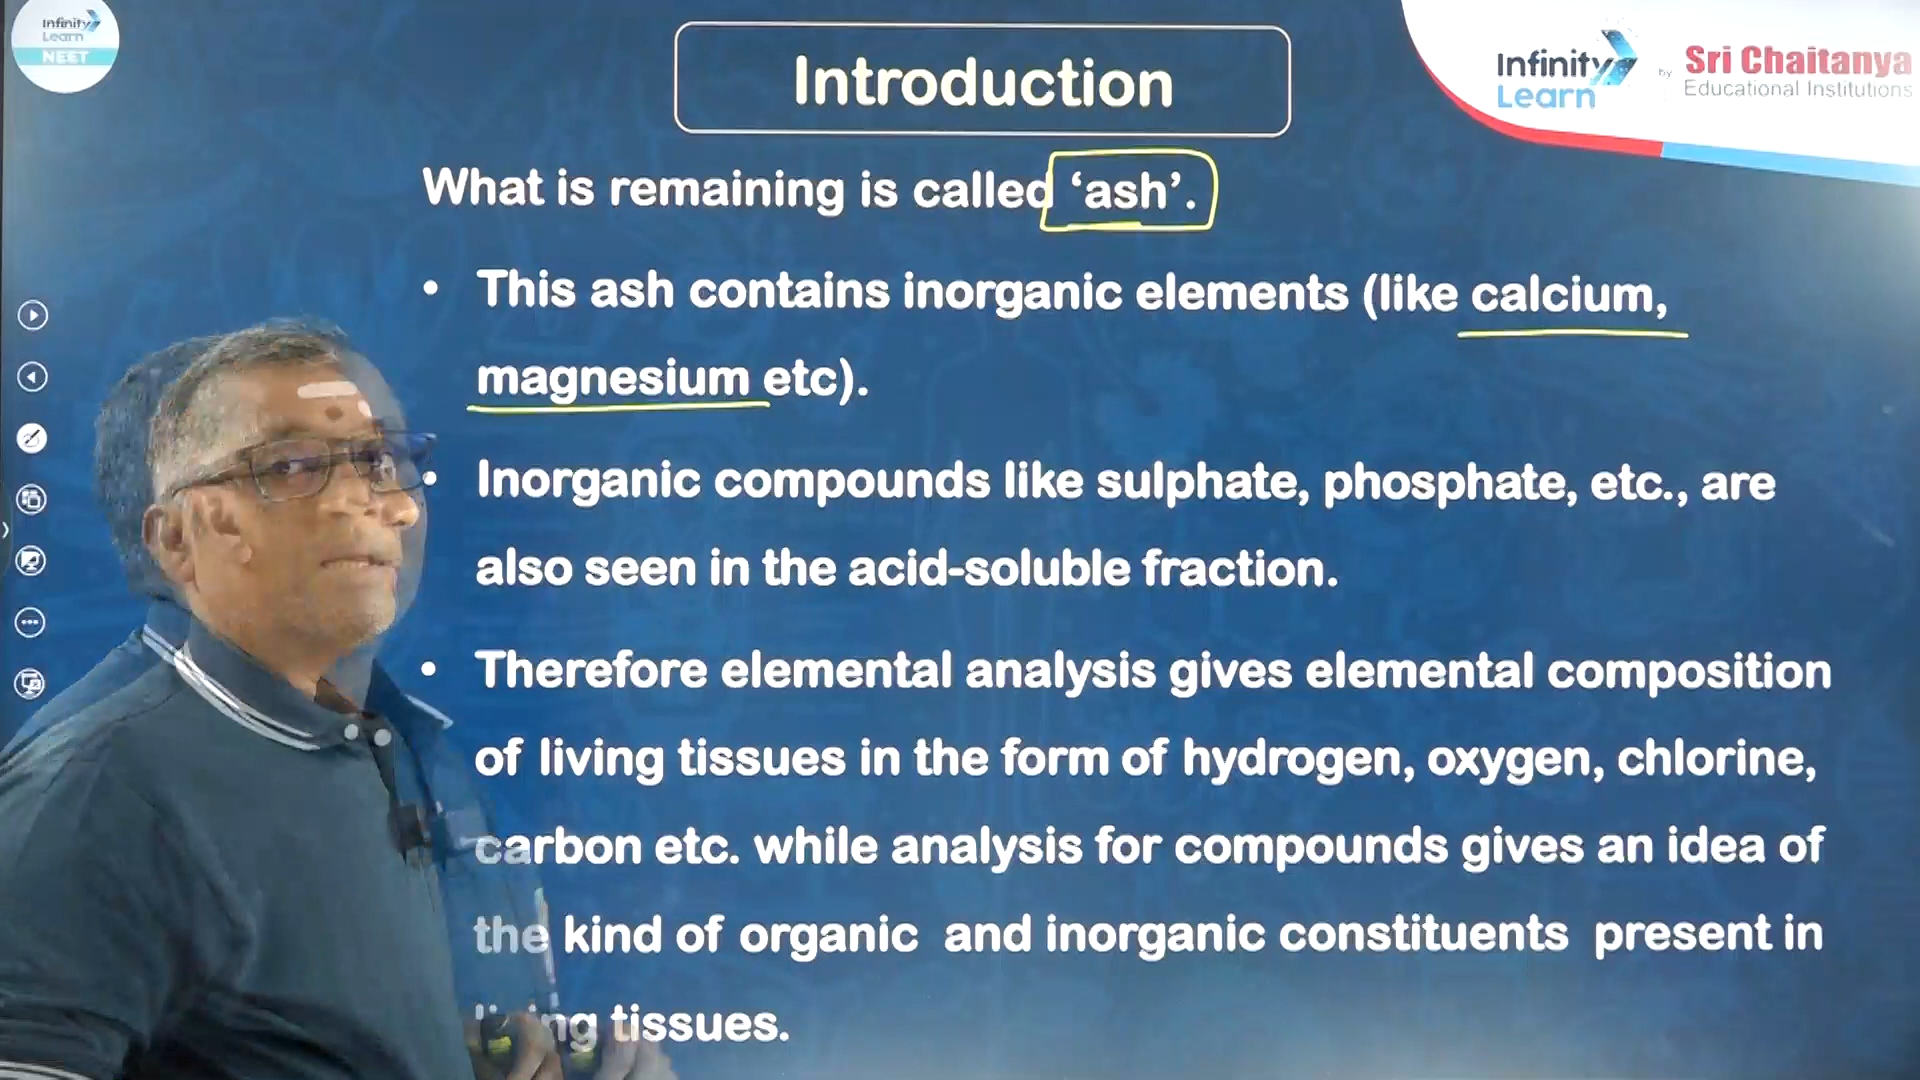 Infinity
Learn
NEET
Introduction
Infinity
Learn
by
Sri Chaitanya
Educational Institutions
What is remaining is called ‘ash’.
• This ash contains inorganic elements (like calcium,
magnesium etc).
• Inorganic compounds like sulphate, phosphate, etc., are
also seen in the acid-soluble fraction.
• Therefore elemental analysis gives elemental composition
of living tissues in the form of hydrogen, oxygen, chlorine,
carbon etc. while analysis for compounds gives an idea of
the kind of organic and inorganic constituents present in
living tissues.